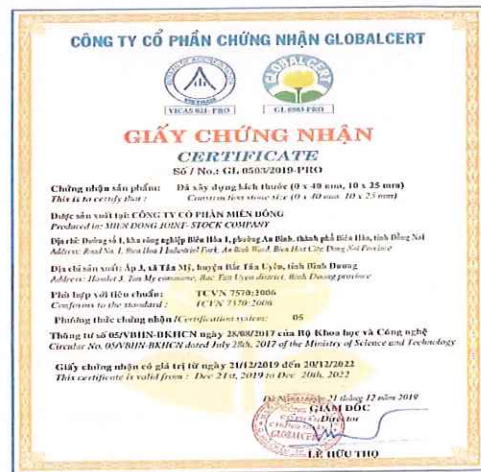 CÔNG TY CỔ PHẦN CHỨNG NHẬN GLOBALCERT
VIETNAM
VICAS 021- PRO
GLOBALCERT
GL 0503-PRO
GIẤY CHỨNG NHẬN
CERTIFICATE
Số / No.: GL 0503/2019-PRO
Chứng nhận sản phẩm: Đá xây dựng kích thước (0 x 40 mm, 10 x 25 mm)
This is to certify that : Construction stone size (0 x 40 mm, 10 x 25 mm)
Được sản xuất tại: CÔNG TY CỔ PHẦN MIỀN ĐÔNG
Produced in: MIEN DONG JOINT- STOCK COMPANY
Địa chỉ: Đường số 1, khu công nghiệp Biên Hòa 1, phường An Bình, thành phố Biên Hòa, tỉnh Đồng Nai
Address: Road No. 1, Bien Hoa 1 Industrial Park, An Binh Ward, Bien Hoa City, Dong Nai Province
Địa chỉ sản xuất: Ấp 3, xã Tân Mỹ, huyện Bắc Tân Uyên, tỉnh Bình Dương
Address: Hamlet 3, Tan My commune, Bac Tan Uyen district, Binh Duong province
Phù hợp với tiêu chuẩn: TCVN 7570:2006
Conforms to the standard : TCVN 7570:2006
Phương thức chứng nhận /Certification system: 05
Thông tư số 05/VBHN-BKHCN ngày 28/08/2017 của Bộ Khoa học và Công nghệ
Circular No. 05/VBHN-BKHCN dated July 28th, 2017 of the Ministry of Science and Technology
Giấy chứng nhận có giá trị từ ngày 21/12/2019 đến 20/12/2022
This certificate is valid from : Dec 21st, 2019 to Dec 20th, 2022
21 tháng 12 năm 2019
GIÁM ĐỐC
Director
GLOBALCERT
LÊ HỮU THỌ